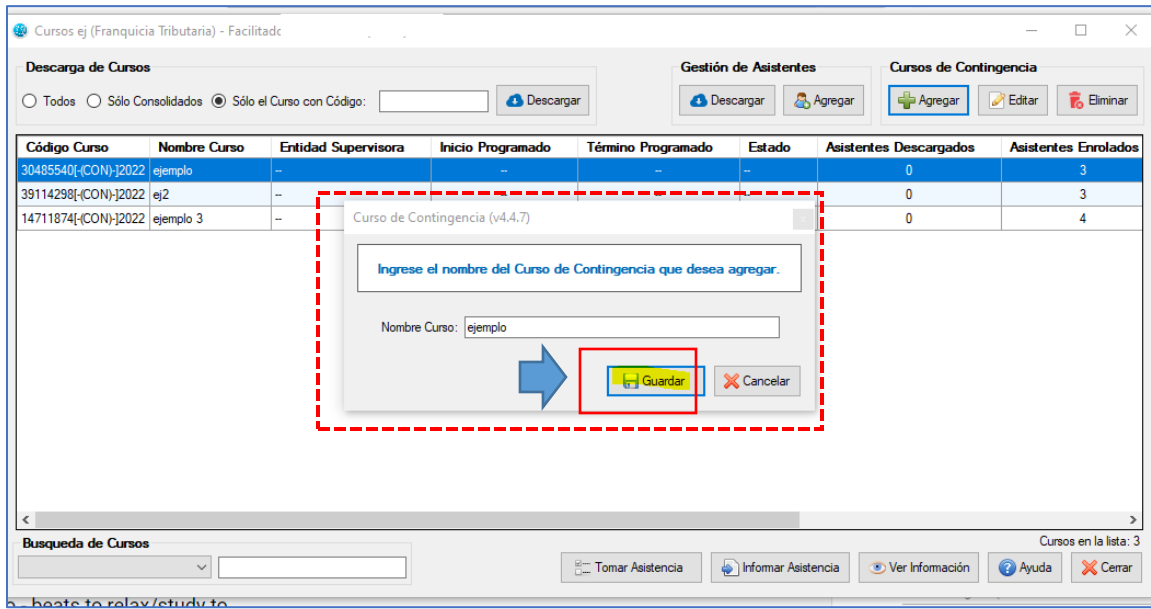 Cursos ej (Franquicia Tributaria) - Facilitado
Descarga de Cursos
Gestión de Asistentes
Cursos de Contingencia
Todos Sólo Consolidados Sólo el Curso con Código: Descargar
Descargar Agregar
Agregar Editar Eliminar
Código Curso Nombre Curso Entidad Supervisora Inicio Programado Término Programado Estado Asistentes Descargados Asistentes Enrolados
30485540[-(CON)-]2022 ejemplo -- -- -- -- 0 3
39114298[-(CON)-]2022 ej2 -- -- -- -- 0 3
14711874[-(CON)-]2022 ejemplo 3 -- 0 4
Curso de Contingencia (v4.4.7)
Ingrese el nombre del Curso de Contingencia que desea agregar.
Nombre Curso: ejemplo
Guardar Cancelar
Cursos en la lista: 3
Busqueda de Cursos
Tomar Asistencia Informar Asistencia Ver Información Ayuda Cerrar
- beats to relax/study to